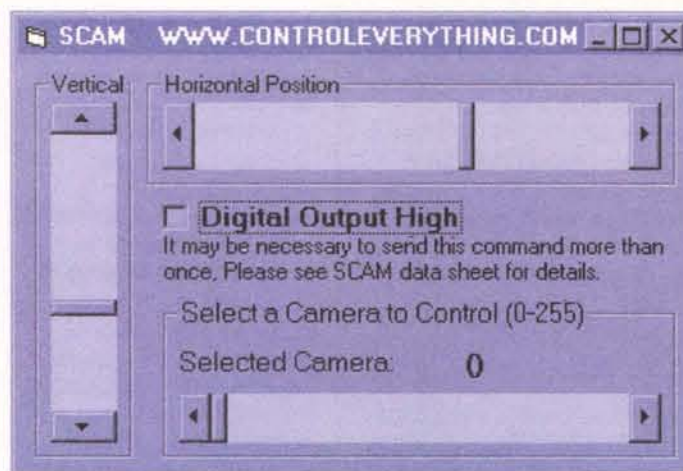 SCAM WWW.CONTROLEVERYTHING.COM
Vertical
Horizontal Position
Digital Output High
It may be necessary to send this command more than
once, Please see SCAM data sheet for details.
Select a Camera to Control (0-255)
Selected Camera: 0